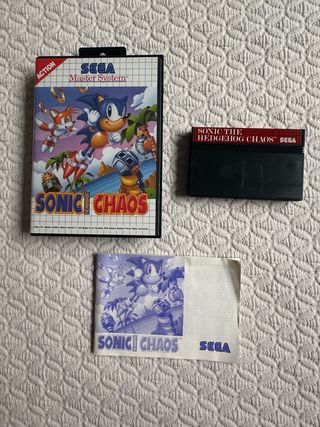 ACTION
SEGA
Master System
SONIC CHAOS
SONIC THE
HEDGEHOG CHAOS SEGA
SONIC CHAOS
SEGA